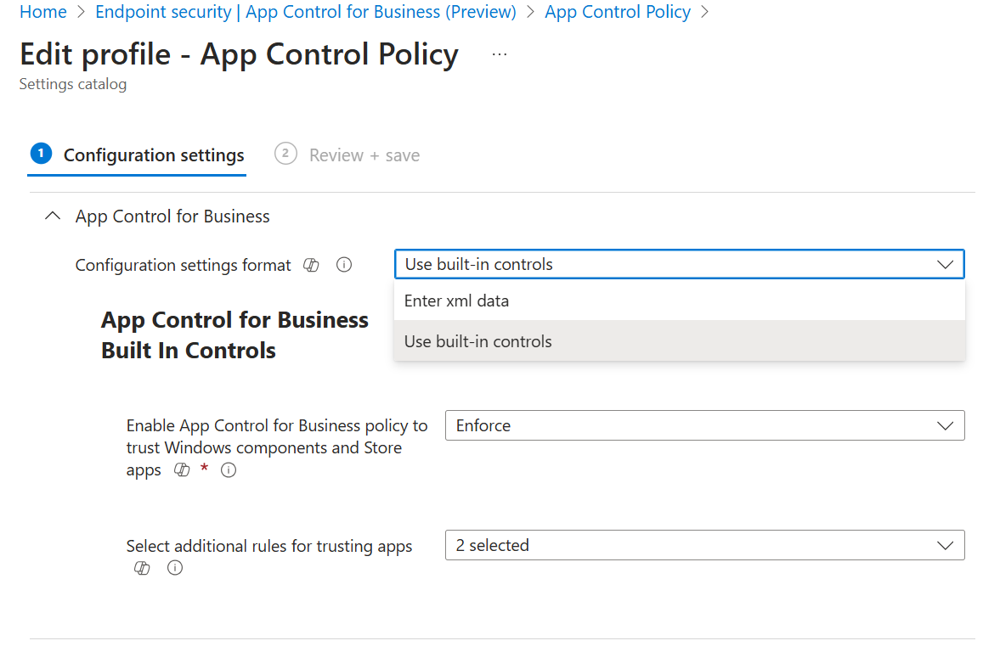 Home > Endpoint security | App Control for Business (Preview) > App Control Policy >
Edit profile - App Control Policy ...
Settings catalog
1 Configuration settings 2 Review + save
App Control for Business
Configuration settings format Use built-in controls
Enter xml data
App Control for Business
Built In Controls
Use built-in controls
Enable App Control for Business policy to
trust Windows components and Store
apps *
Enforce
Select additional rules for trusting apps 2 selected